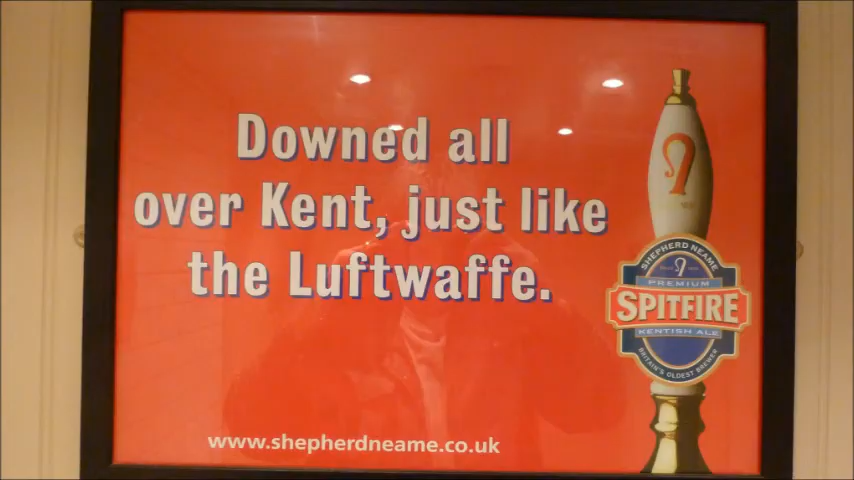 Downed all
over Kent, just like
the Luftwaffe.
SHEPHERD NEAME
PREMIUM
SPITFIRE
KENTISH ALE
BRITAIN'S OLDEST BREWER
www.shepherdneame.co.uk